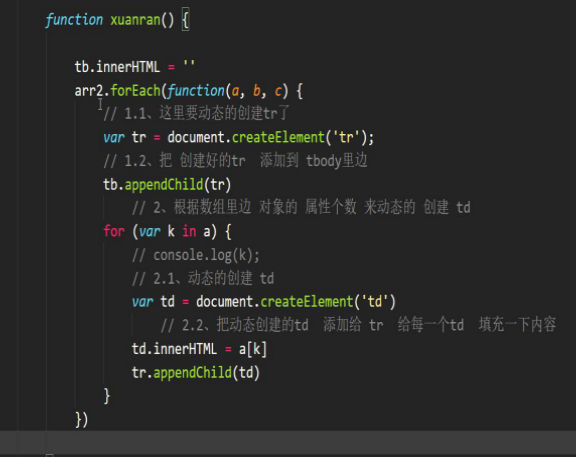 function xuanran() {
tb.innerHTML = ''
arr2.forEach(function(a, b, c) {
// 1.1、这里要动态的创建tr了
var tr = document.createElement('tr');
// 1.2、把 创建好的tr 添加到 tbody里边
tb.appendChild(tr)
// 2、根据数组里边 对象的 属性个数 来动态的 创建 td
for (var k in a) {
// console.log(k);
// 2.1、动态的创建 td
var td = document.createElement('td')
// 2.2、把动态创建的td 添加给 tr 给每一个td 填充一下内容
td.innerHTML = a[k]
tr.appendChild(td)
}
})